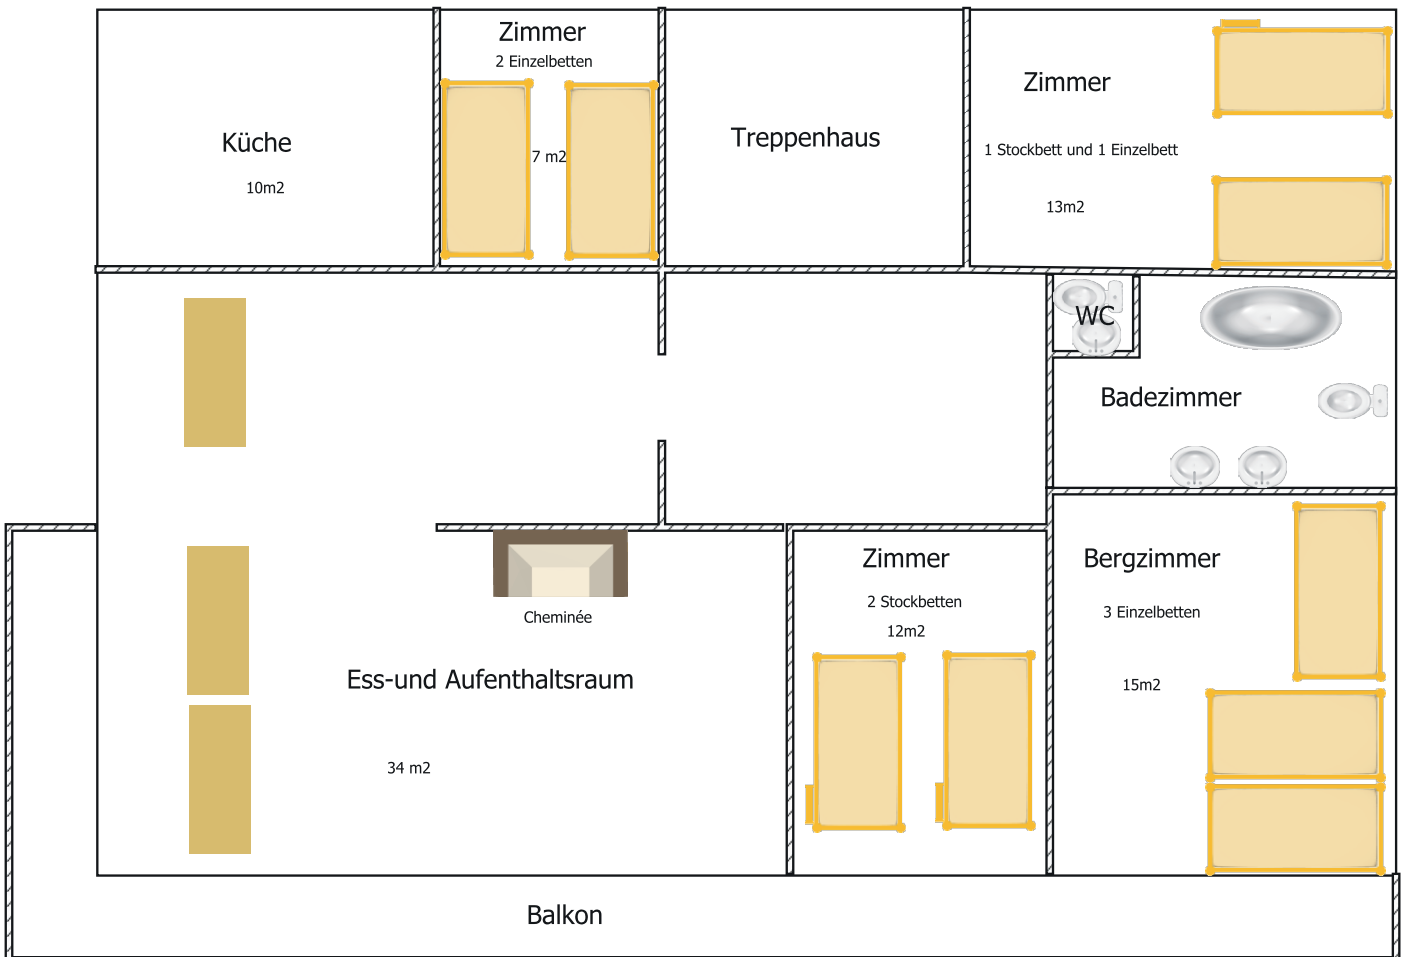 Zimmer
2 Einzelbetten
7 m2
Küche
10m2
Treppenhaus
Zimmer
1 Stockbett und 1 Einzelbett
13m2
WC
Badezimmer
Cheminée
Ess-und Aufenthaltsraum
34 m2
Zimmer
2 Stockbetten
12m2
Bergzimmer
3 Einzelbetten
15m2
Balkon